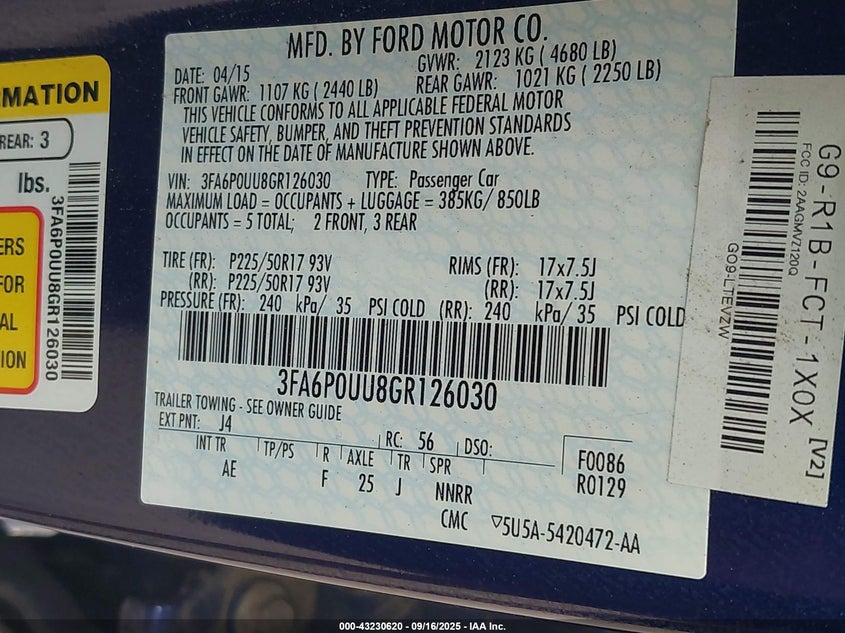 MFD. BY FORD MOTOR CO.
DATE: 04/15
GVWR: 2123 KG ( 4680 LB)
FRONT GAWR: 1107 KG ( 2440 LB)
REAR GAWR: 1021 KG ( 2250 LB)
THIS VEHICLE CONFORMS TO ALL APPLICABLE FEDERAL MOTOR
VEHICLE SAFETY, BUMPER, AND THEFT PREVENTION STANDARDS
IN EFFECT ON THE DATE OF MANUFACTURE SHOWN ABOVE.
VIN: 3FA6P0UU8GR126030 TYPE: Passenger Car
MAXIMUM LOAD = OCCUPANTS + LUGGAGE = 385KG/ 850LB
OCCUPANTS = 5 TOTAL; 2 FRONT, 3 REAR
TIRE (FR): P225/50R17 93V RIMS (FR): 17x7.5J
(RR): P225/50R17 93V (RR): 17x7.5J
PRESSURE (FR): 240 kPa/ 35 PSI COLD (RR): 240 kPa/ 35 PSI COLD
3FA6P0UU8GR126030
TRAILER TOWING - SEE OWNER GUIDE
EXT PNT: J4 RC: 56 DSO:
INT TR TP/PS R AXLE TR SPR
AE F 25 J NNRR
F0086
R0129
CMC ▽5U5A-5420472-AA
RMATION
REAR: 3
lbs.
3FA6P0UU8GR126030
ERS
FOR
AL
ION
G9-R1B-FCT-1X0X [V2]
FCC ID: 2AAGMVZ120Q
GO9-LTEVZW
000-43230620 - 09/16/2025 - IAA Inc.